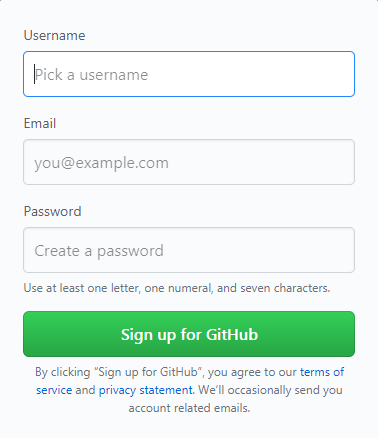 Username
Pick a username
Email
you@example.com
Password
Create a password
Use at least one letter, one numeral, and seven characters.
Sign up for GitHub
By clicking “Sign up for GitHub”, you agree to our terms of
service and privacy statement. We’ll occasionally send you
account related emails.